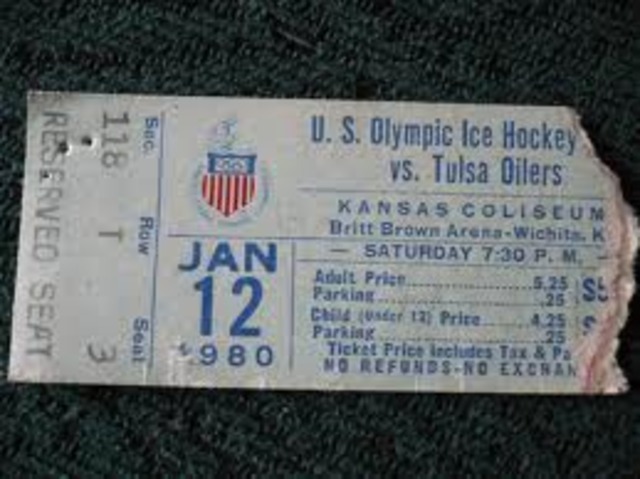 RESERVED SEAT
118 T 3
Sec. Row Seat
JAN
12
1980
U. S. Olympic Ice Hockey
vs. Tulsa Oilers
KANSAS COLISEUM
Britt Brown Arena-Wichita, K
— SATURDAY 7:30 P. M. —
Adult Price..................5.25
Parking.........................25
Child (Under 12) Price.....4.25
Parking.........................25
Ticket Price Includes Tax & Pa
NO REFUNDS-NO EXCHAN